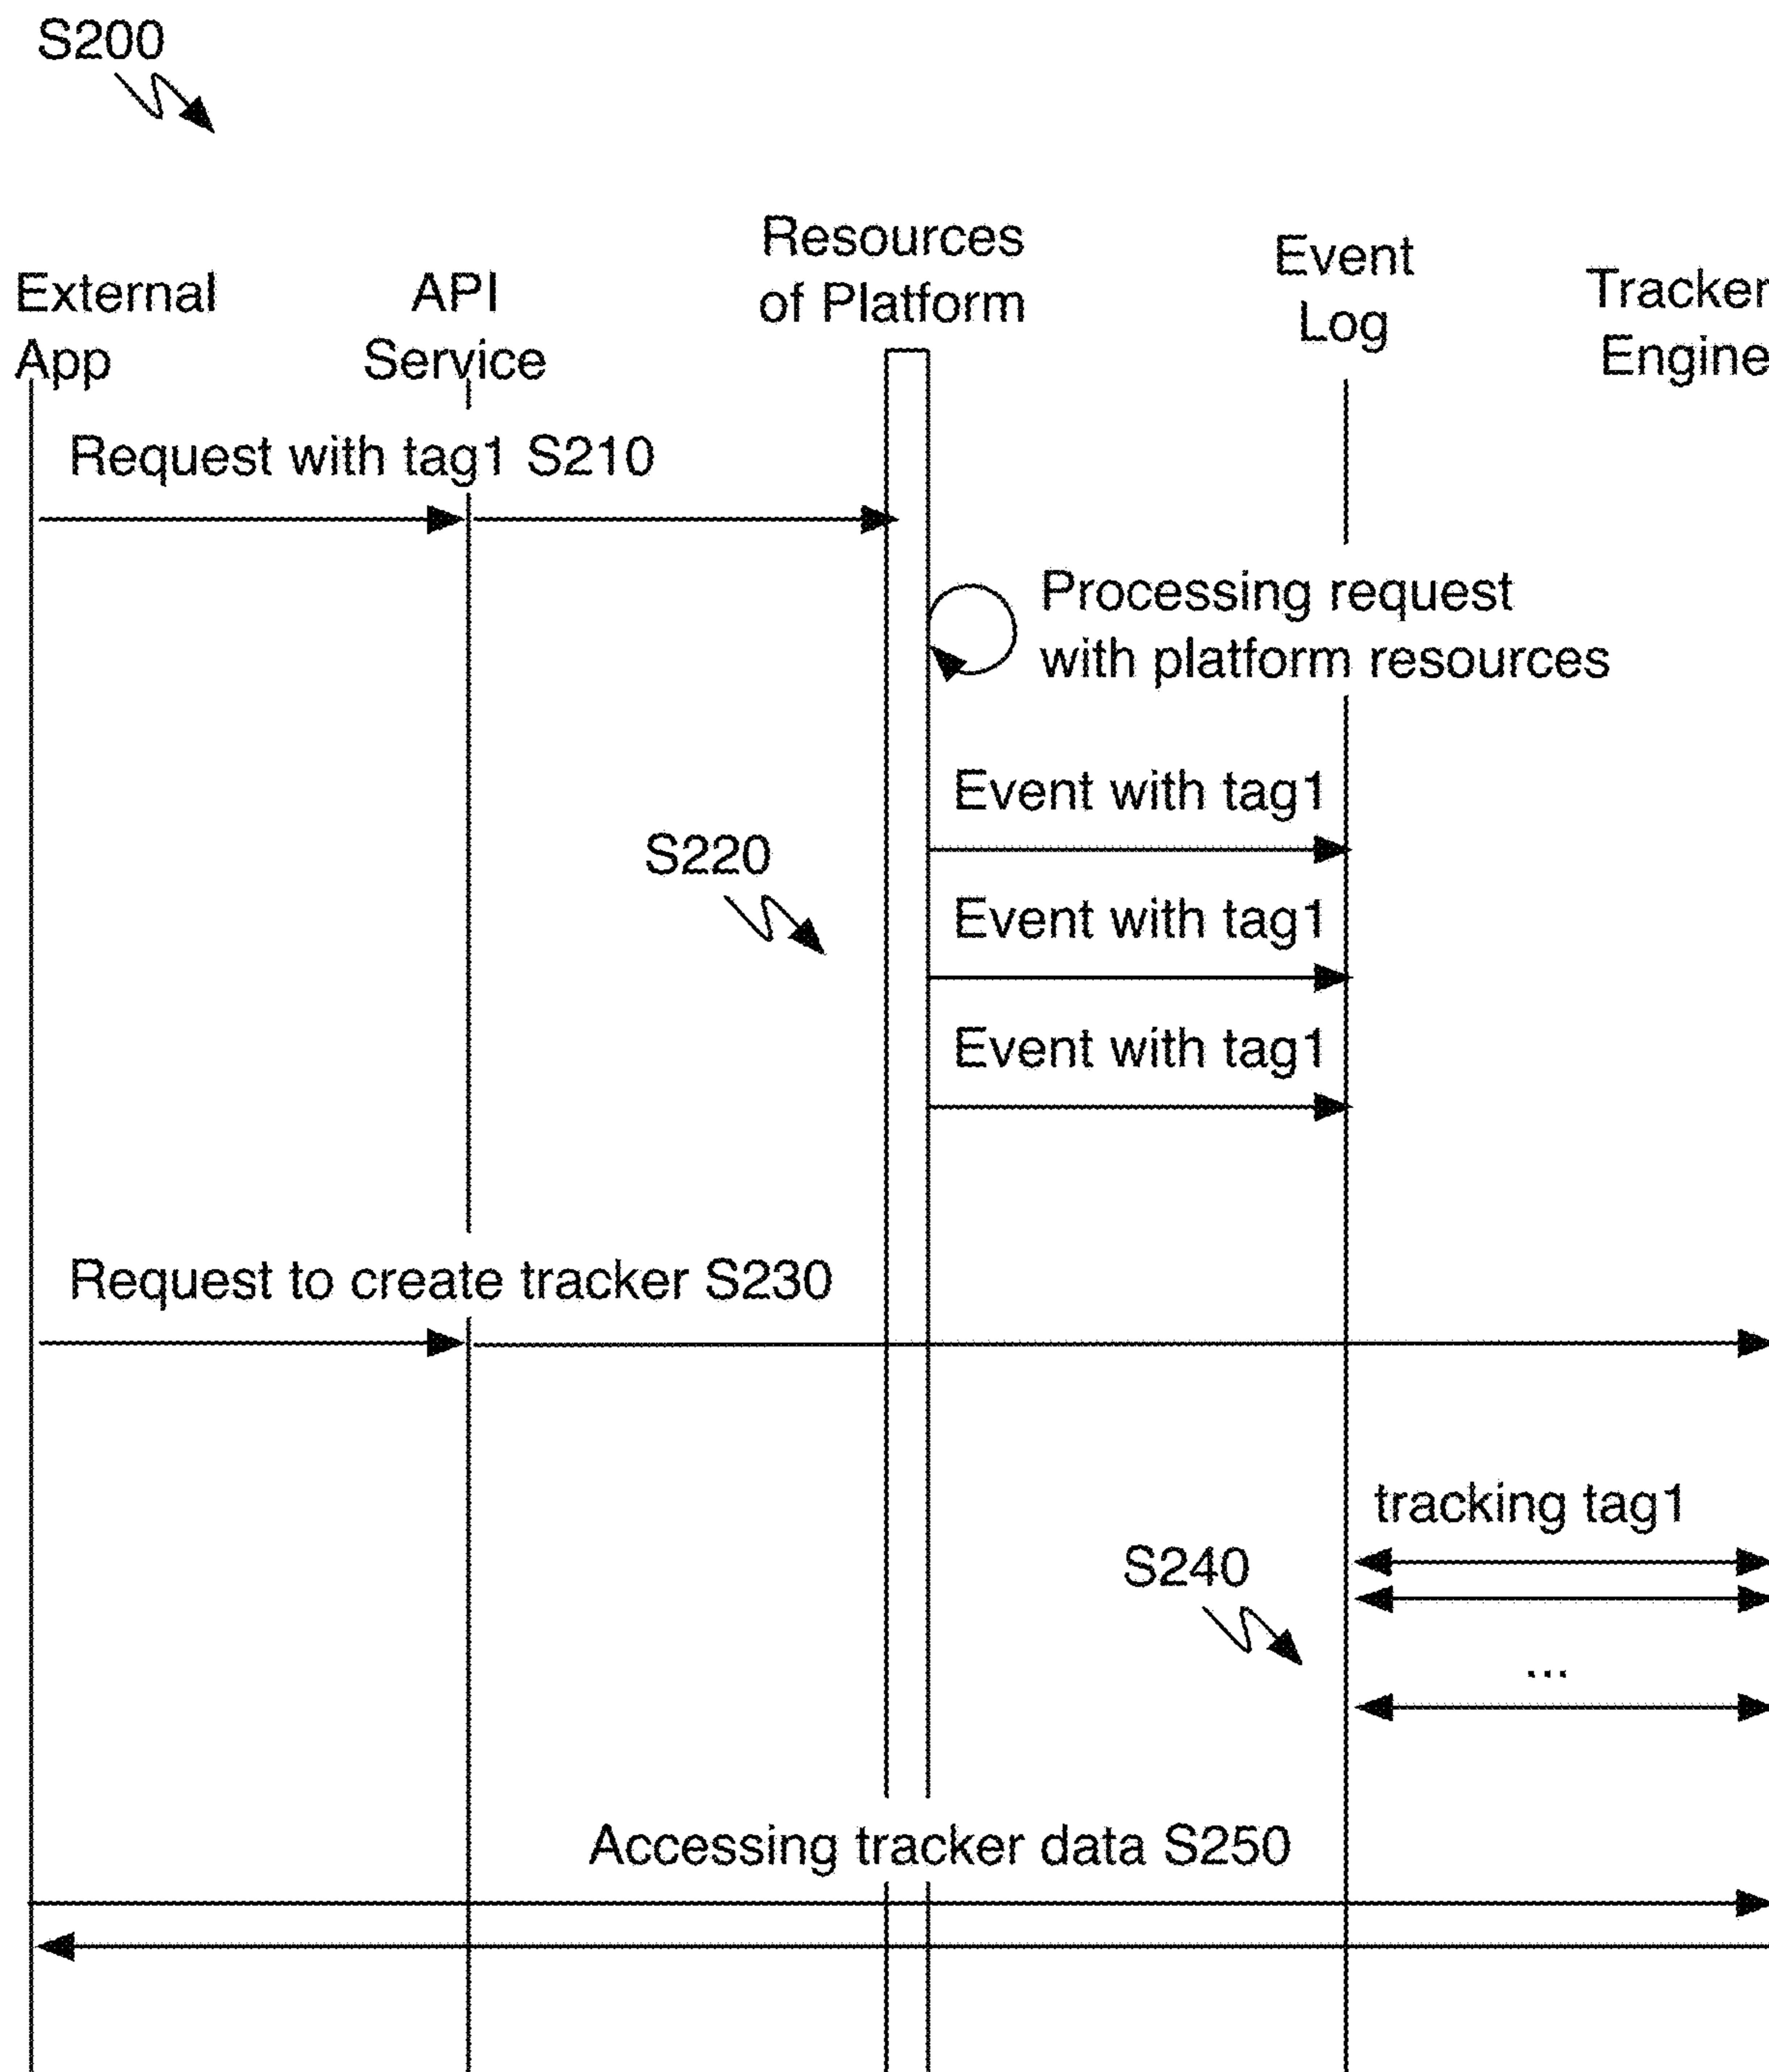 S200
External
App
API
Service
Resources
of Platform
Event
Log
Tracker
Engine
Request with tag1 S210
Processing request
with platform resources
Event with tag1
S220
Event with tag1
Event with tag1
Request to create tracker S230
tracking tag1
S240
...
Accessing tracker data S250